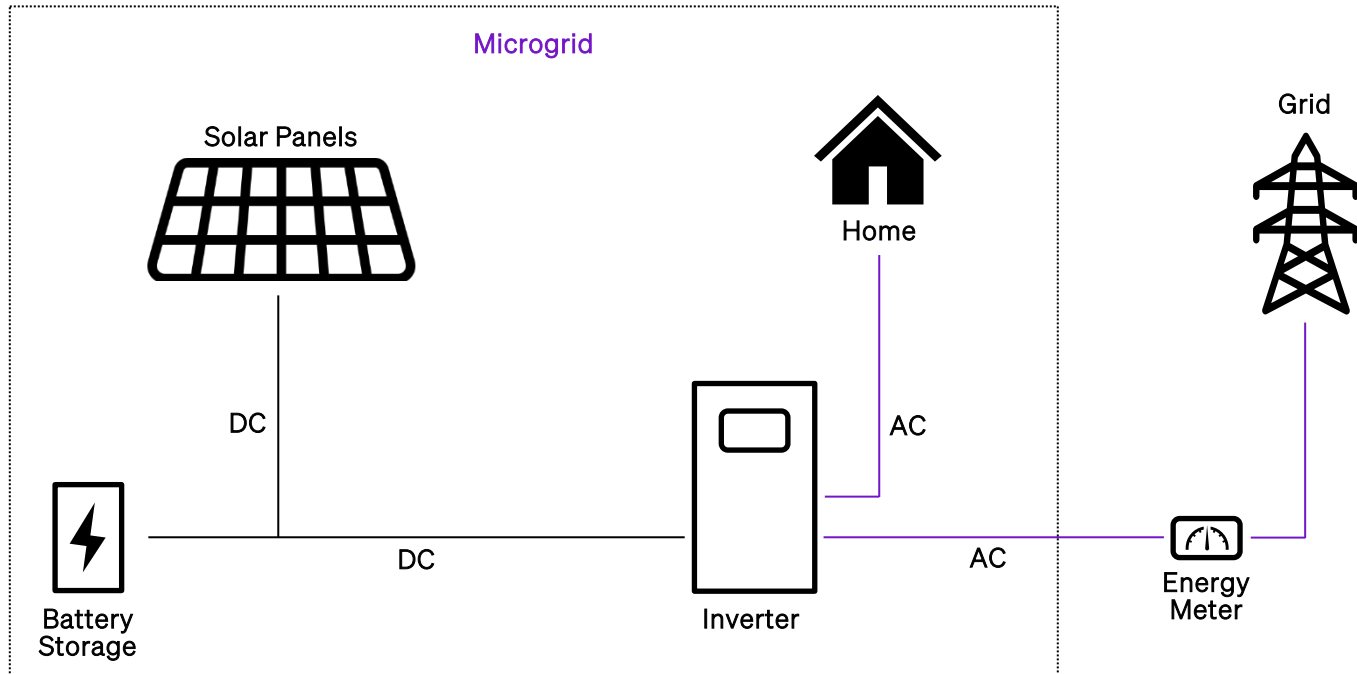 Microgrid
Grid
Solar Panels
Home
DC
AC
DC
AC
Battery
Storage
Inverter
Energy
Meter